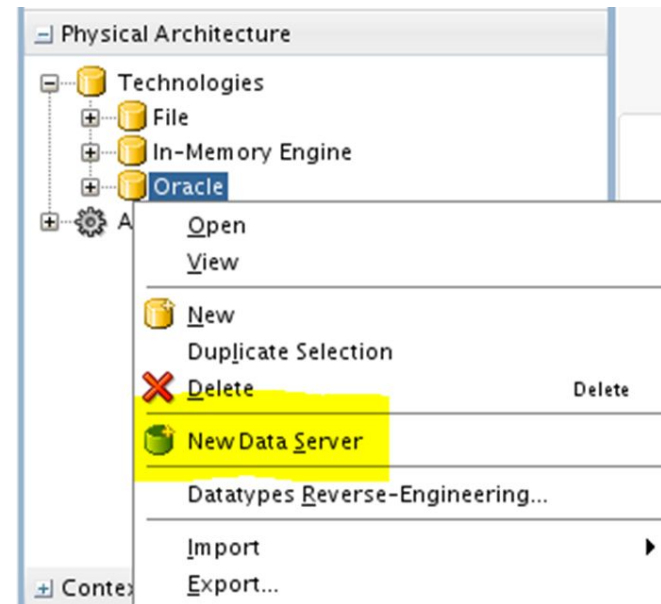 Physical Architecture
Technologies
File
In-Memory Engine
Oracle
A
Open
View
New
Duplicate Selection
Delete Delete
New Data Server
Datatypes Reverse-Engineering...
Import
Export...
Contex